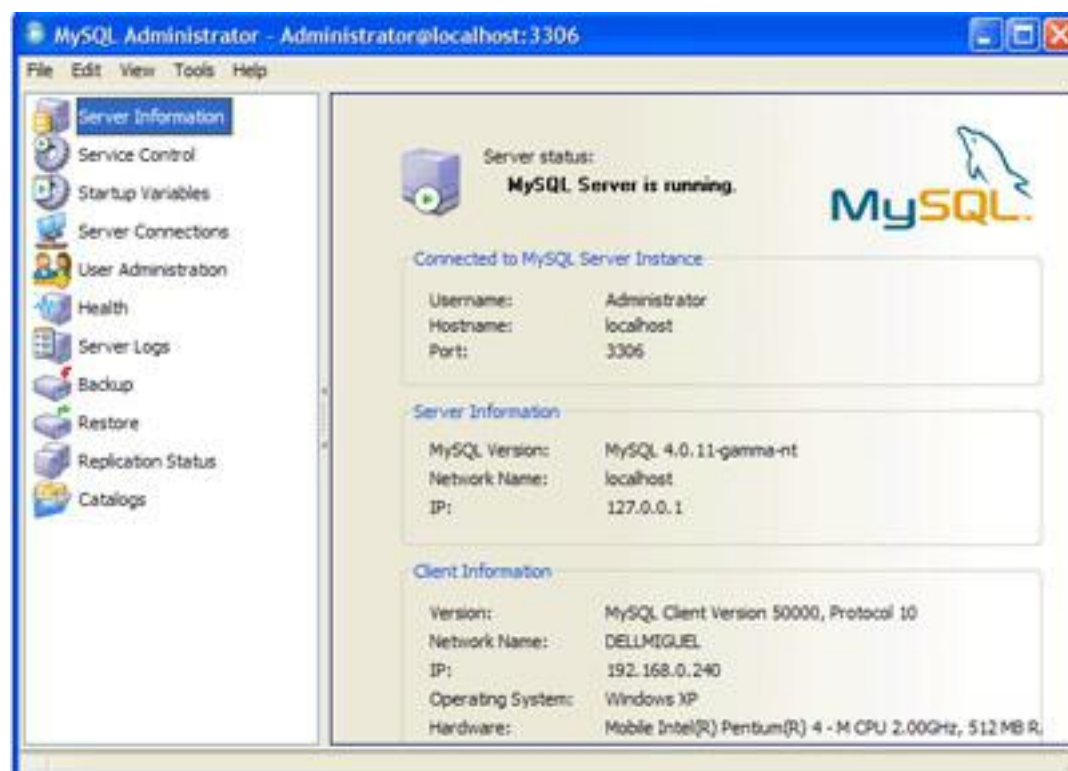 MySQL Administrator - Administrator@localhost:3306
File Edit View Tools Help
Server Information
Service Control
Startup Variables
Server Connections
User Administration
Health
Server Logs
Backup
Restore
Replication Status
Catalogs
Server status:
MySQL Server is running.
MySQL.
Connected to MySQL Server Instance
Username: Administrator
Hostname: localhost
Port: 3306
Server Information
MySQL Version: MySQL 4.0.11-gamma-nt
Network Name: localhost
IP: 127.0.0.1
Client Information
Version: MySQL Client Version 50000, Protocol 10
Network Name: DELLMIGUEL
IP: 192.168.0.240
Operating System: Windows XP
Hardware: Mobile Intel(R) Pentium(R) 4 - M CPU 2.00GHz, 512 MB R